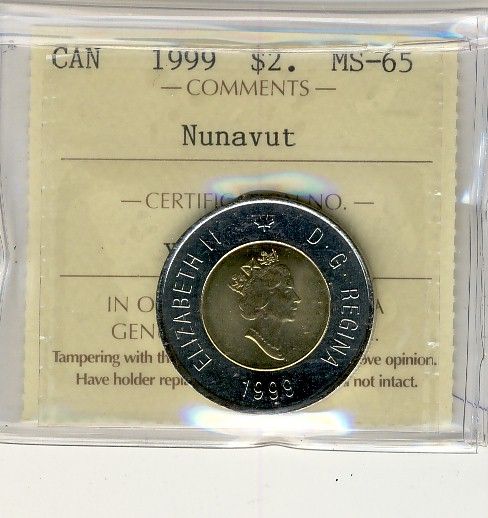 CAN 1999 $2. MS-65
— COMMENTS —
Nunavut
— CERTIFIC N NO. —
IN O A
GEN .
Tampering with th ove opinion.
Have holder rep not intact.
ELIZABETH II D·G·REGINA
1999